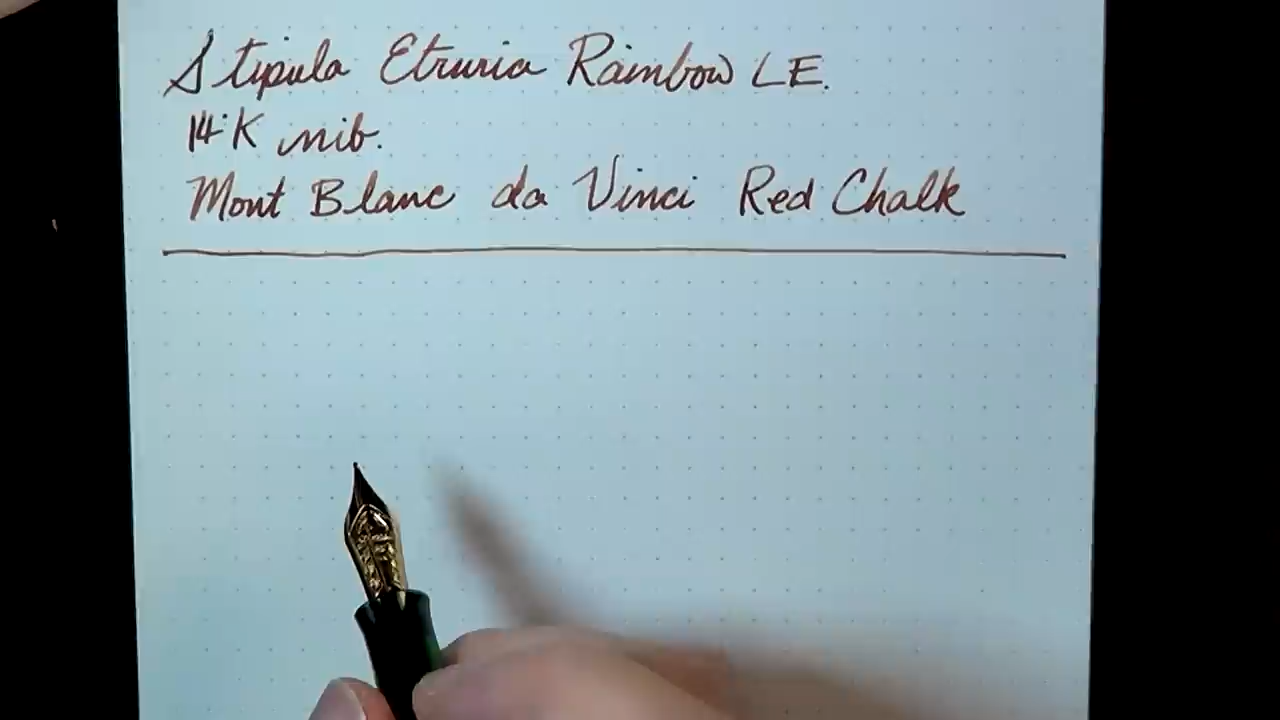 Stipula Etruria Rainbow LE.
14K nib.
Mont Blanc da Vinci Red Chalk